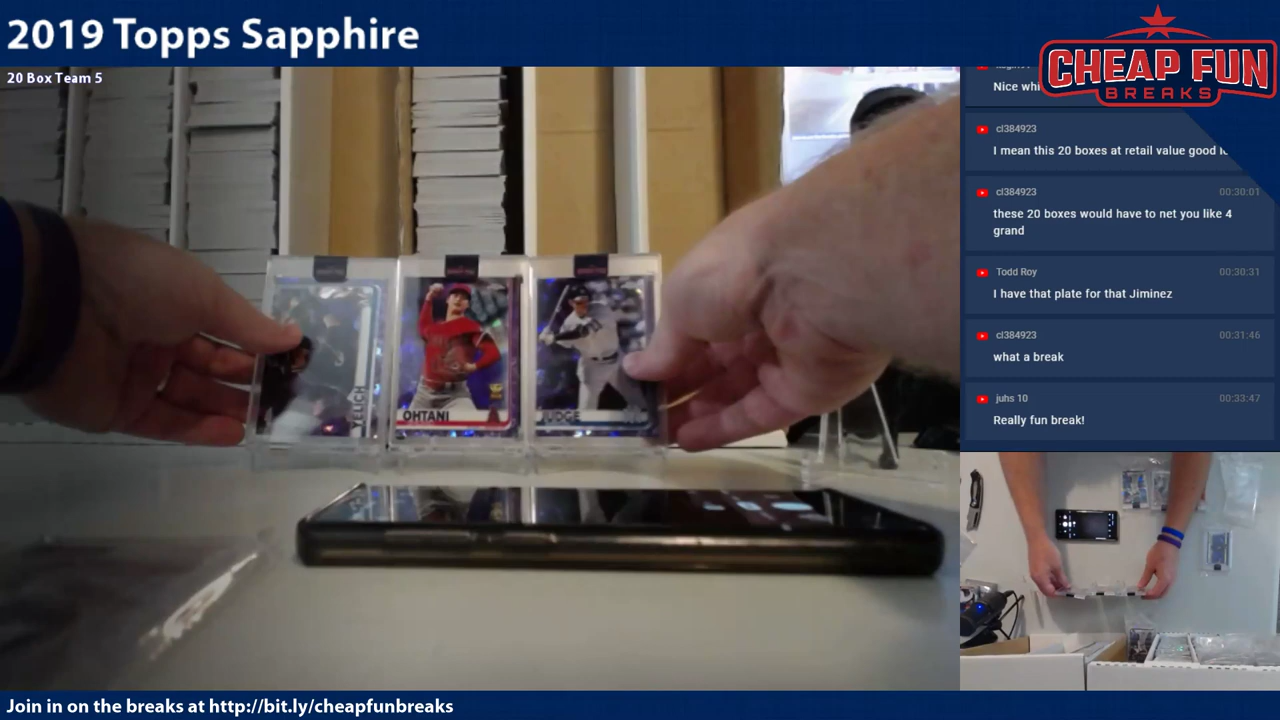 2019 Topps Sapphire
20 Box Team 5
CHEAP FUN
BREAKS
YELICH
OHTANI
JUDGE
Nice whi
cl384923
I mean this 20 boxes at retail value good
cl384923 00:30:01
these 20 boxes would have to net you like 4
grand
Todd Roy 00:30:31
I have that plate for that Jiminez
cl384923 00:31:46
what a break
juhs 10 00:33:47
Really fun break!
Join in on the breaks at http://bit.ly/cheapfunbreaks